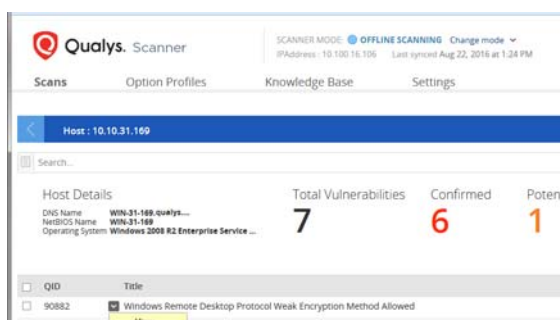 Qualys. Scanner
SCANNER MODE: OFFLINE SCANNING Change mode
IPAddress : 10.100.16.106 Last synced Aug 22, 2016 at 1:24 PM
Scans Option Profiles Knowledge Base Settings
Host : 10.10.31.169
Search...
Host Details
DNS Name WIN-31-169.qualys....
NetBIOS Name WIN-31-169
Operating System Windows 2008 R2 Enterprise Service ...
Total Vulnerabilities
7
Confirmed
6
Poten
1
QID Title
90882 Windows Remote Desktop Protocol Weak Encryption Method Allowed